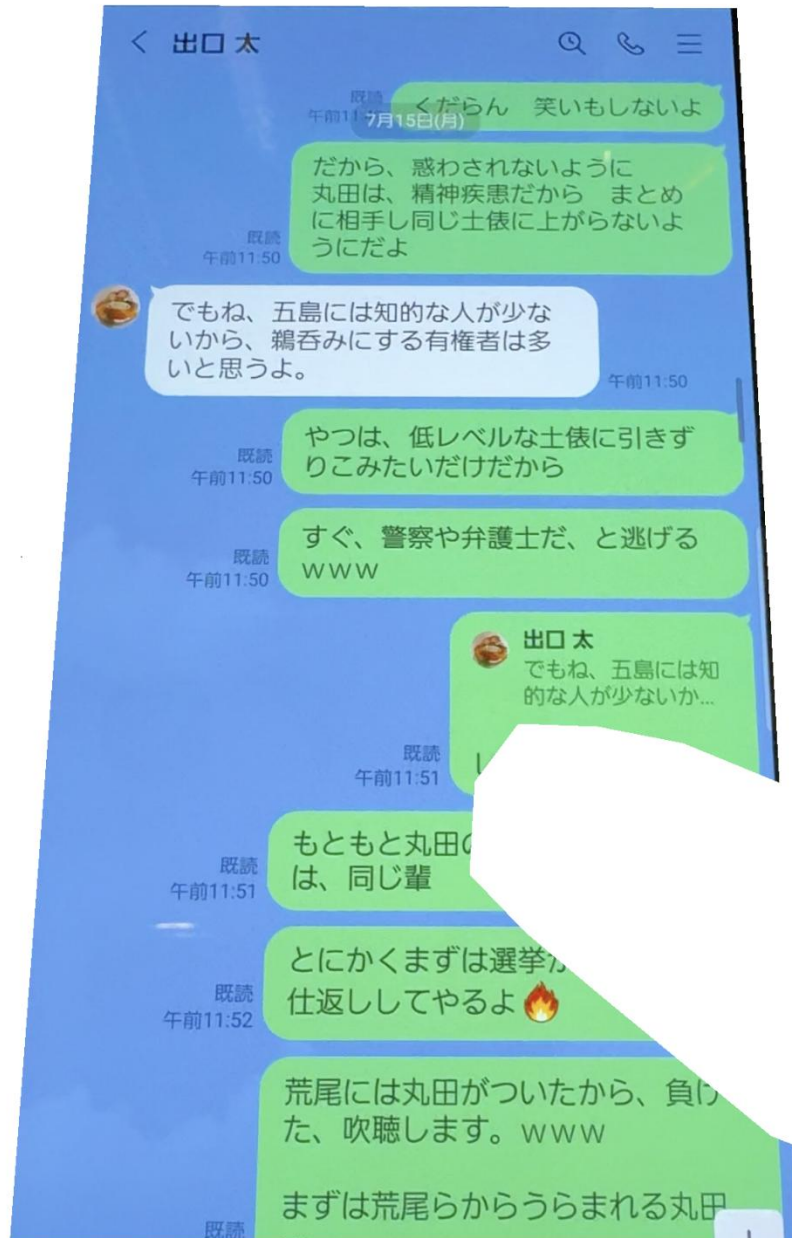 出口 太
くだらん 笑いもしないよ
既読
午前11
7月15日(月)
だから、惑わされないように
丸田は、精神疾患だから まとめ
に相手し同じ土俵に上がらないよ
うにだよ
既読
午前11:50
でもね、五島には知的な人が少な
いから、鵜呑みにする有権者は多
いと思うよ。
午前11:50
やつは、低レベルな土俵に引きず
りこみたいだけだから
既読
午前11:50
すぐ、警察や弁護士だ、と逃げる
www
既読
午前11:50
出口 太
でもね、五島には知
的な人が少ないか...
既読
午前11:51
もともと丸田の
は、同じ輩
既読
午前11:51
とにかくまずは選挙
仕返ししてやるよ🔥
既読
午前11:52
荒尾には丸田がついたから、負け
た、吹聴します。www
まずは荒尾らからうらまれる丸田
既読